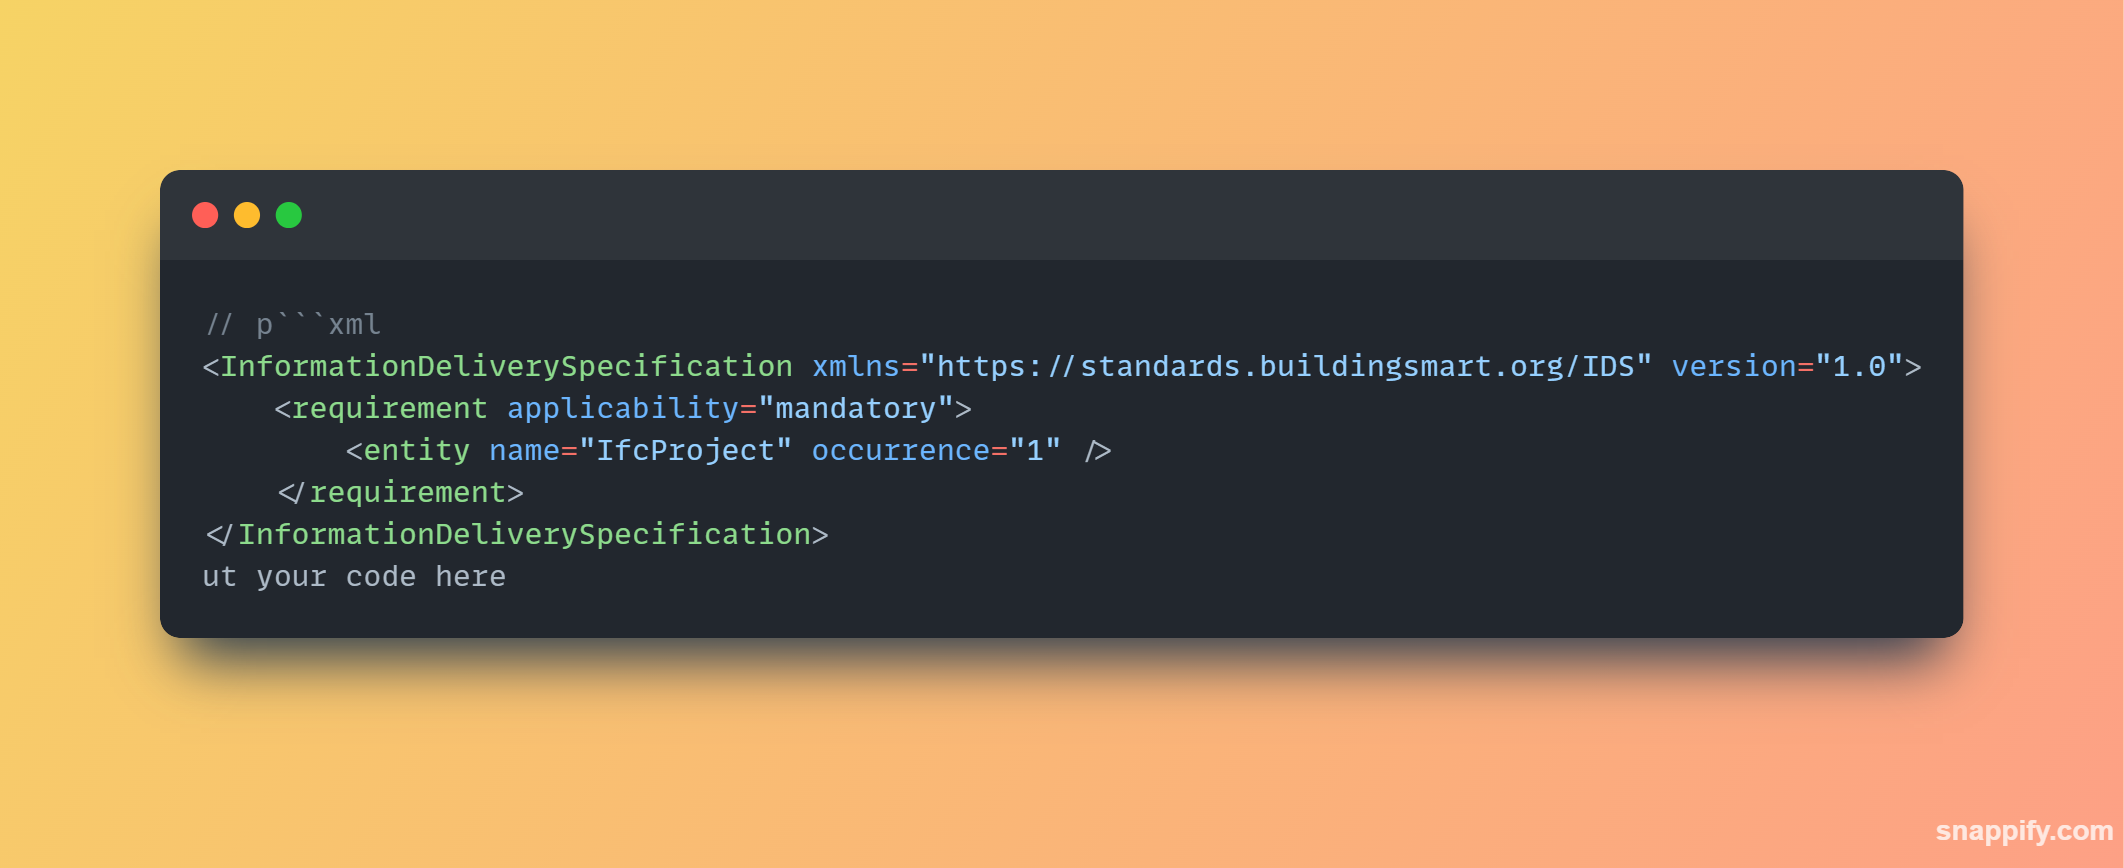 // p```xml
<InformationDeliverySpecification xmlns="https://standards.buildingsmart.org/IDS" version="1.0">
    <requirement applicability="mandatory">
        <entity name="IfcProject" occurrence="1" />
    </requirement>
</InformationDeliverySpecification>
ut your code here
snappify.com